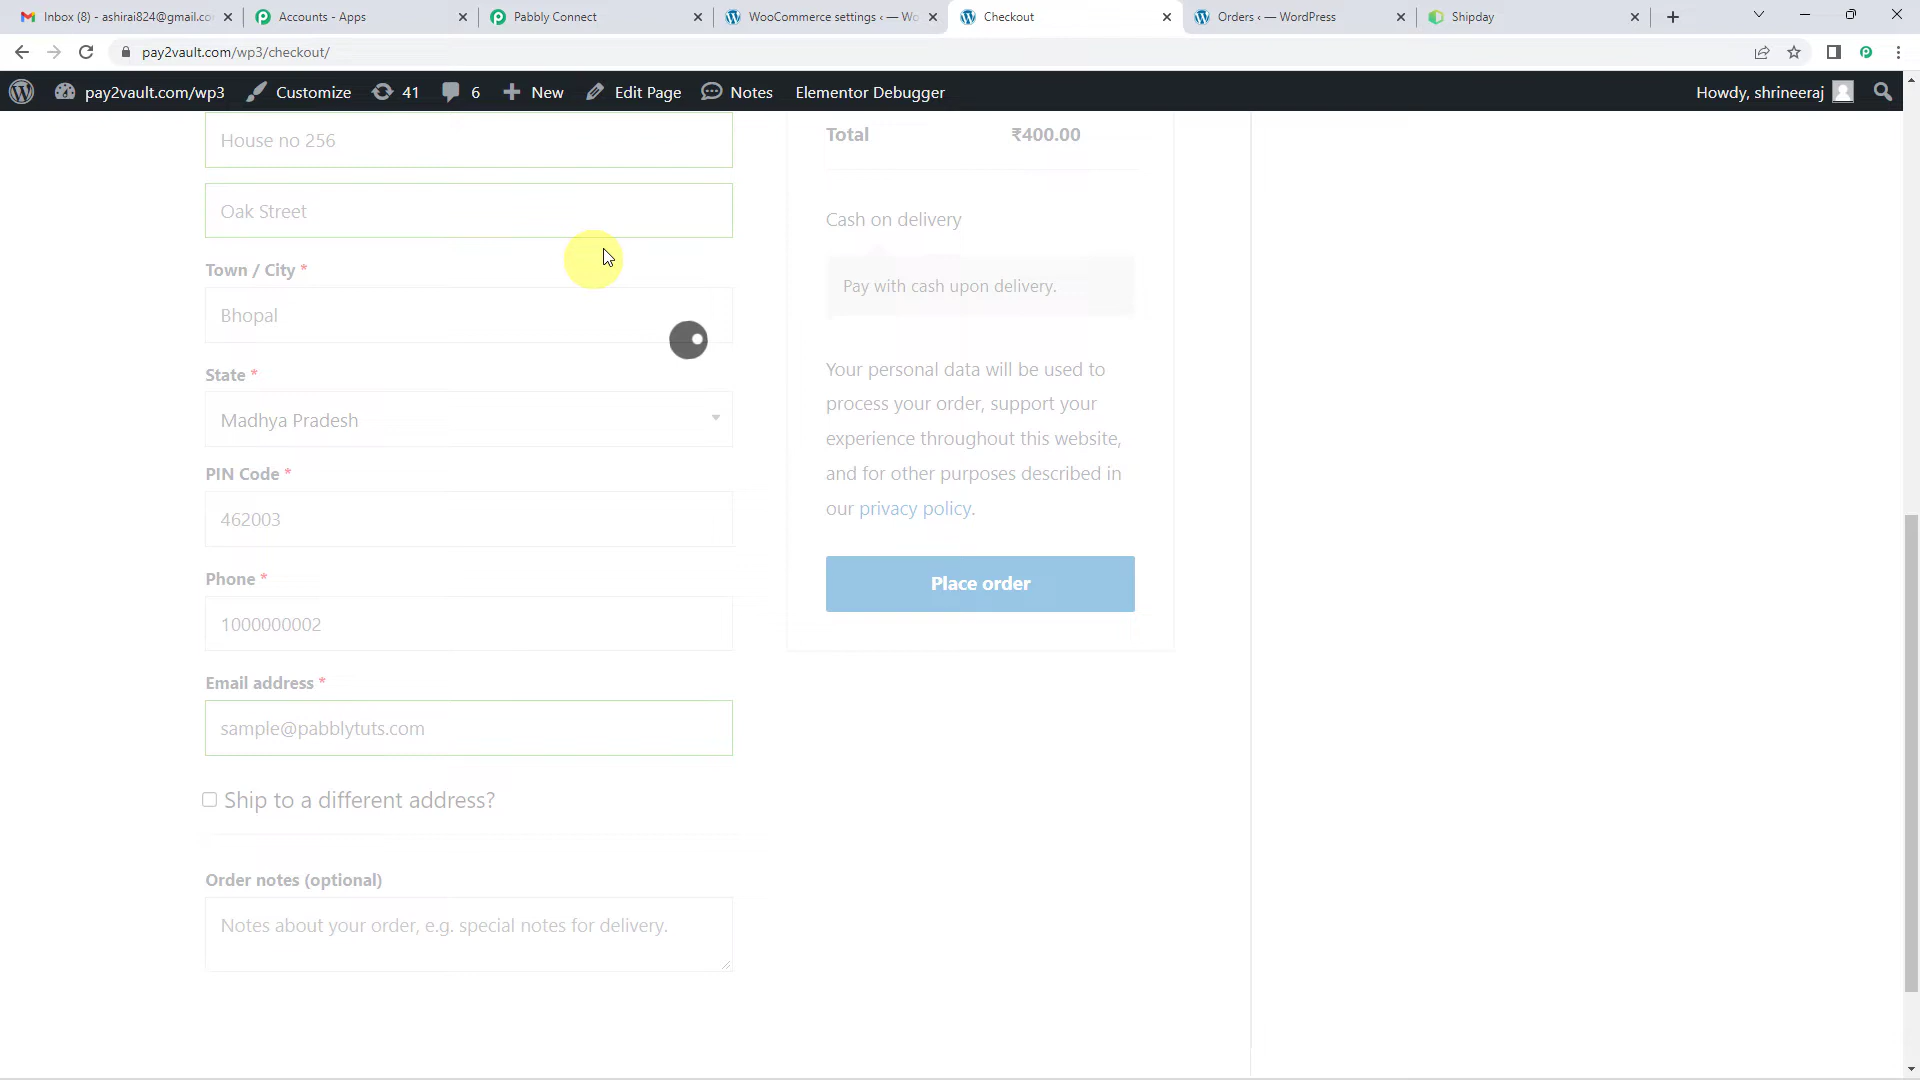 Inbox (8) - ashirai824@gmail.co
Accounts - Apps
Pabbly Connect
WooCommerce settings ‹ — Wo
Checkout
Orders ‹ — WordPress
Shipday
pay2vault.com/wp3/checkout/
pay2vault.com/wp3
Customize
41
6
New
Edit Page
Notes
Elementor Debugger
Howdy, shrineeraj
House no 256
Oak Street
Town / City *
Bhopal
State *
Madhya Pradesh
PIN Code *
462003
Phone *
1000000002
Email address *
sample@pabblytuts.com
Ship to a different address?
Order notes (optional)
Notes about your order, e.g. special notes for delivery.
Total ₹400.00
Cash on delivery
Pay with cash upon delivery.
Your personal data will be used to
process your order, support your
experience throughout this website,
and for other purposes described in
our privacy policy.
Place order